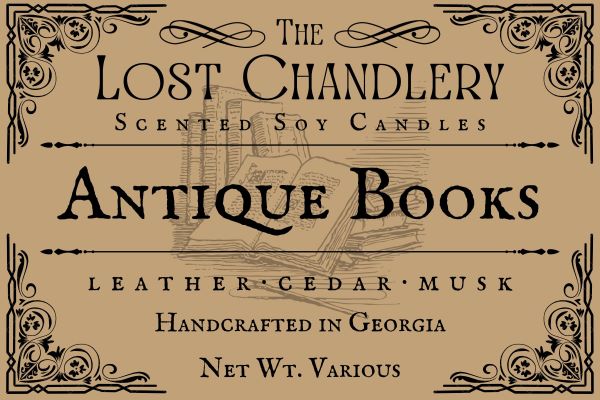 The
Lost Chandlery
Scented Soy Candles
Antique Books
Leather·Cedar·Musk
Handcrafted in Georgia
Net Wt. Various